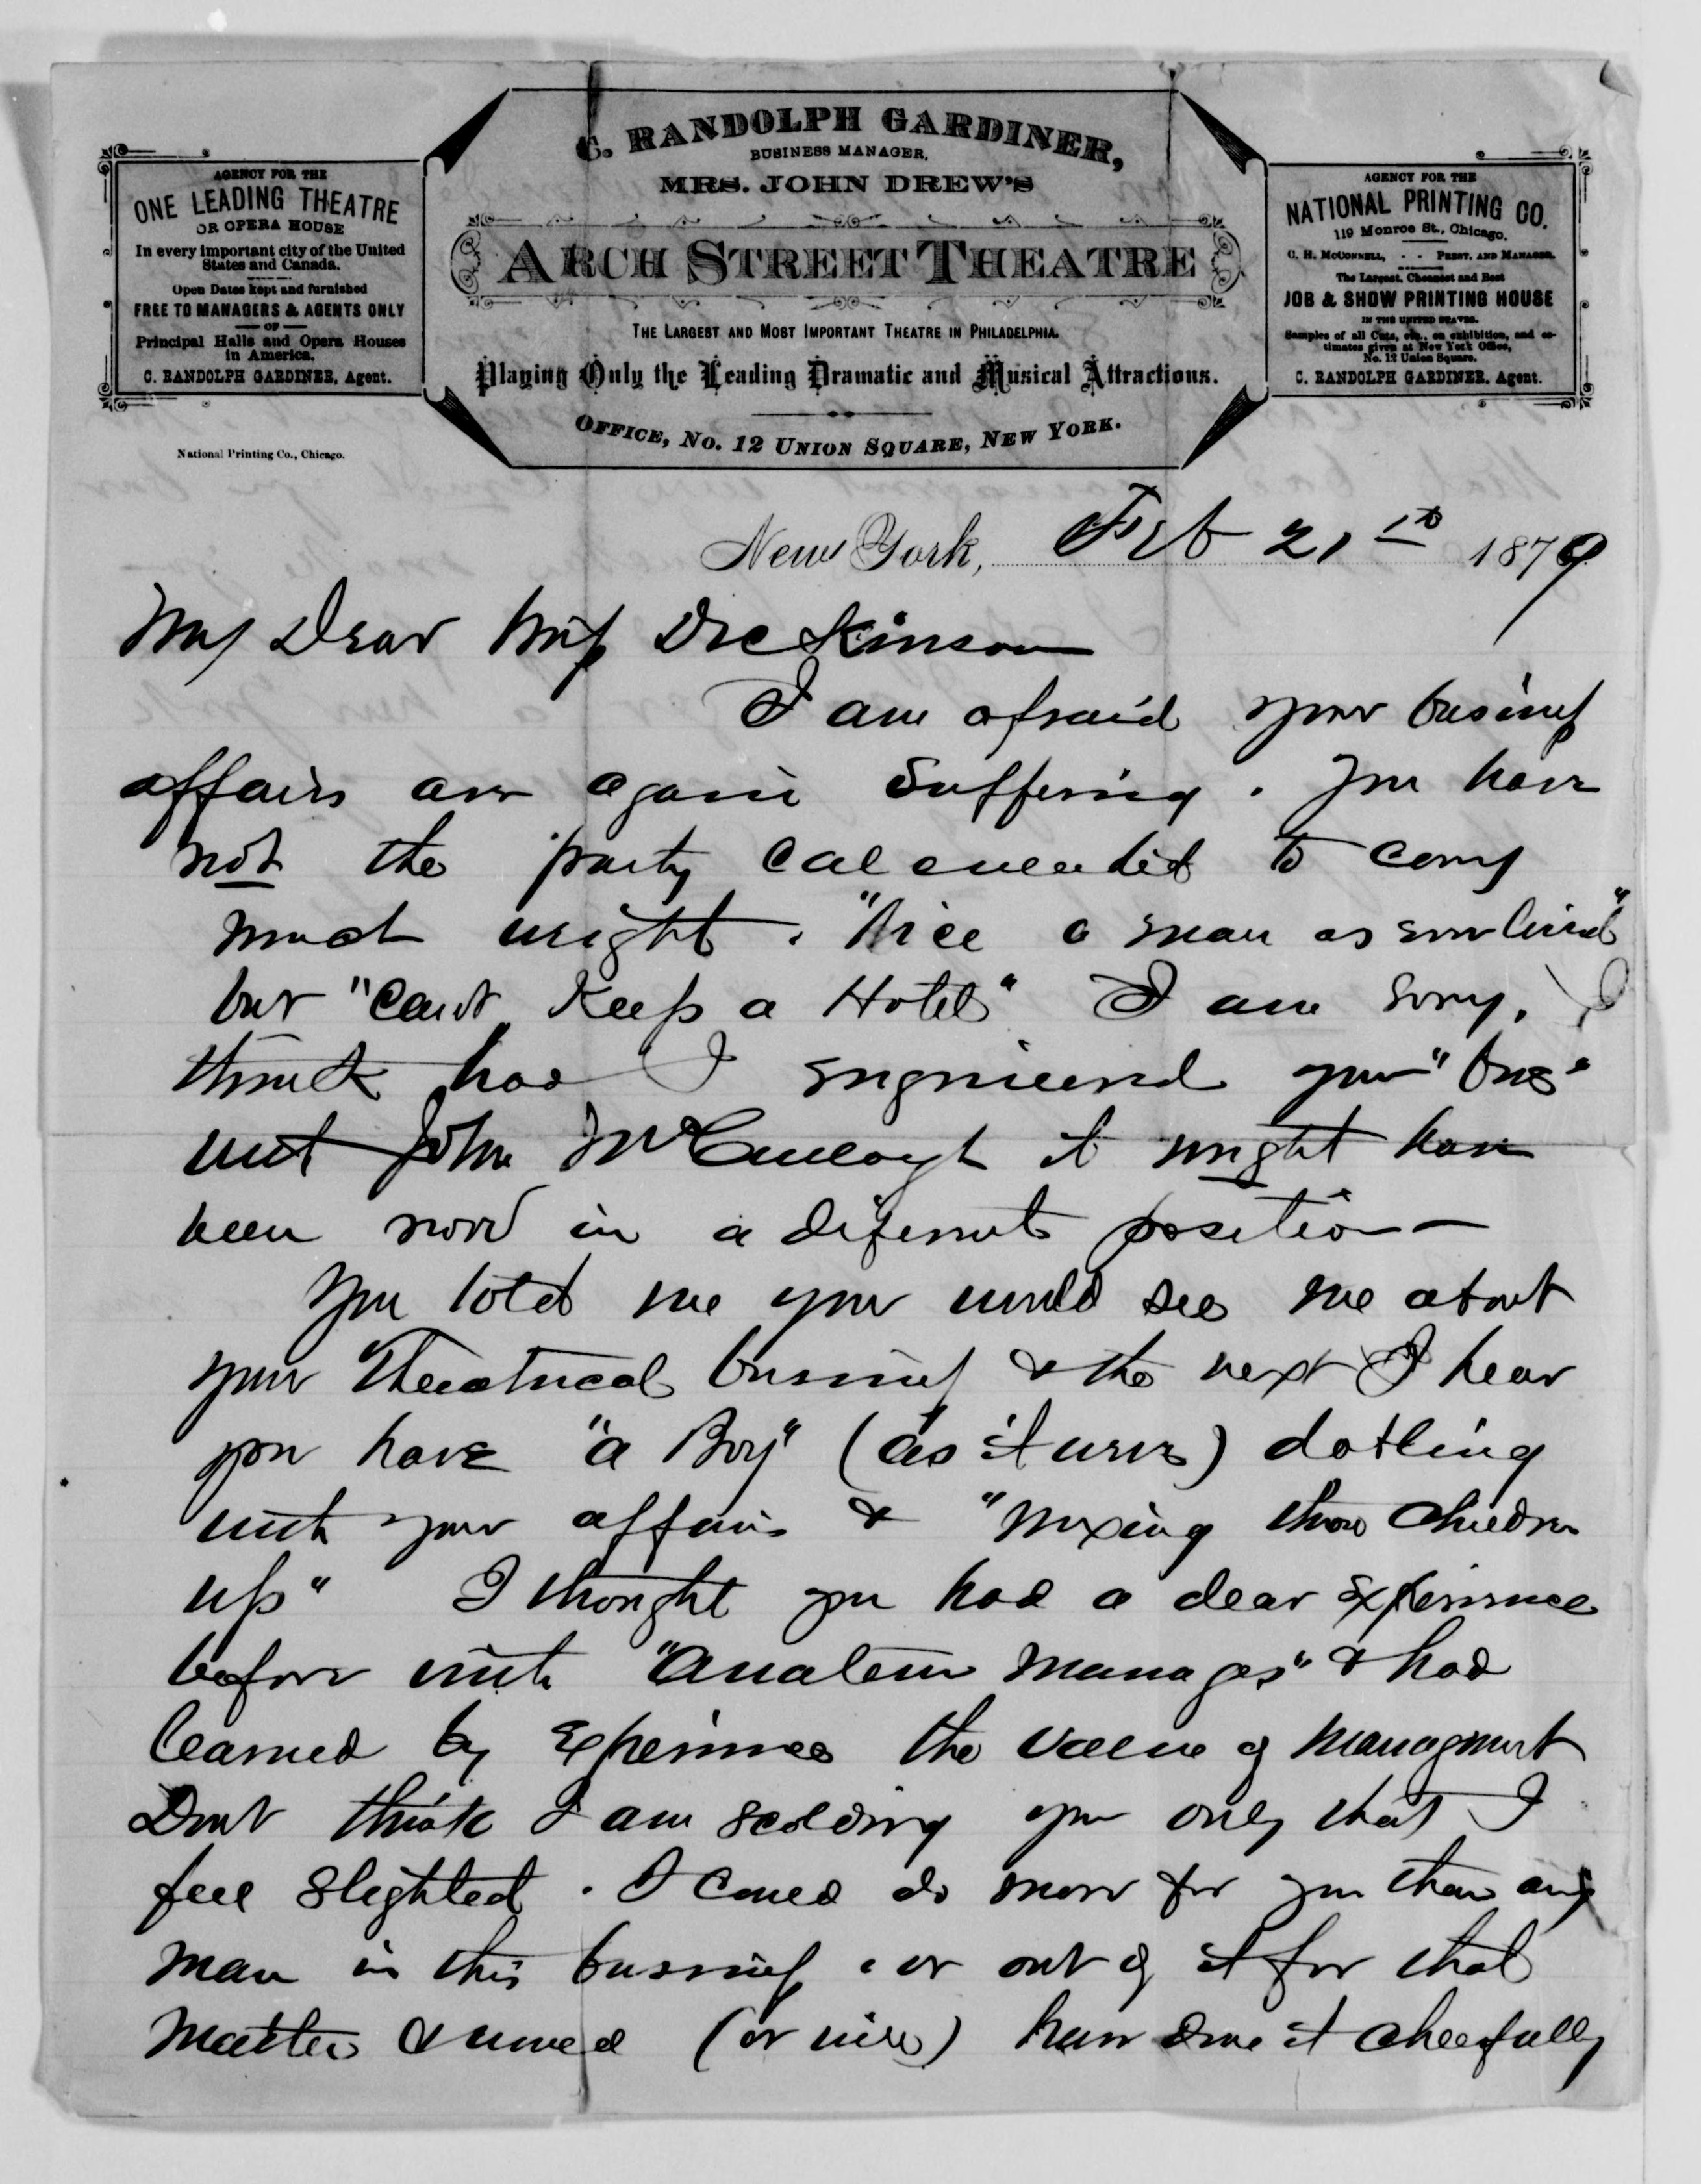 C. RANDOLPH GARDINER,
BUSINESS MANAGER,
MRS. JOHN DREW'S
ARCH STREET THEATRE
THE LARGEST AND MOST IMPORTANT THEATRE IN PHILADELPHIA.
Playing Only the Leading Dramatic and Musical Attractions.
OFFICE, NO. 12 UNION SQUARE, NEW YORK.
AGENCY FOR THE
ONE LEADING THEATRE
OR OPERA HOUSE
In every important city of the United
States and Canada.
Open Dates kept and furnished
FREE TO MANAGERS & AGENTS ONLY
OF
Principal Halls and Opera Houses
in America.
C. RANDOLPH GARDINER, Agent.
National Printing Co., Chicago.
AGENCY FOR THE
NATIONAL PRINTING CO.
119 Monroe St., Chicago.
C. H. McCONNELL, - - PREST. AND MANAGER.
The Largest, Cheapest and Best
JOB & SHOW PRINTING HOUSE
IN THE UNITED STATES.
Samples of all Cuts, etc., on exhibition, and es-
timates given at New York Office,
No. 12 Union Square.
C. RANDOLPH GARDINER, Agent.
New York, Feb 21st 1879
My Dear Miss Dickinson
I am afraid your business
affairs are again Suffering. You have
not the party calculated to carry
much weight. "Nice a man as ever lived"
but "Can't Keep a Hotel" I am sorry, I
think had I engineered your "bus"
with John McCullough it might have
been now in a diferent position—
You told me you would see me about
your Theatrical business & the next I hear
you have "a Boy" (as it were) dotling
with your affairs & "Mixing those children
up" I thought you had a dear experience
before with "Amateur Manages" & had
learned by experience the value of Managment
Dont think I am scolding you only that I
feel slighted. I could do more for you than any
man in this business, or out of it for that
matter & would (or will) have done it cheerfully